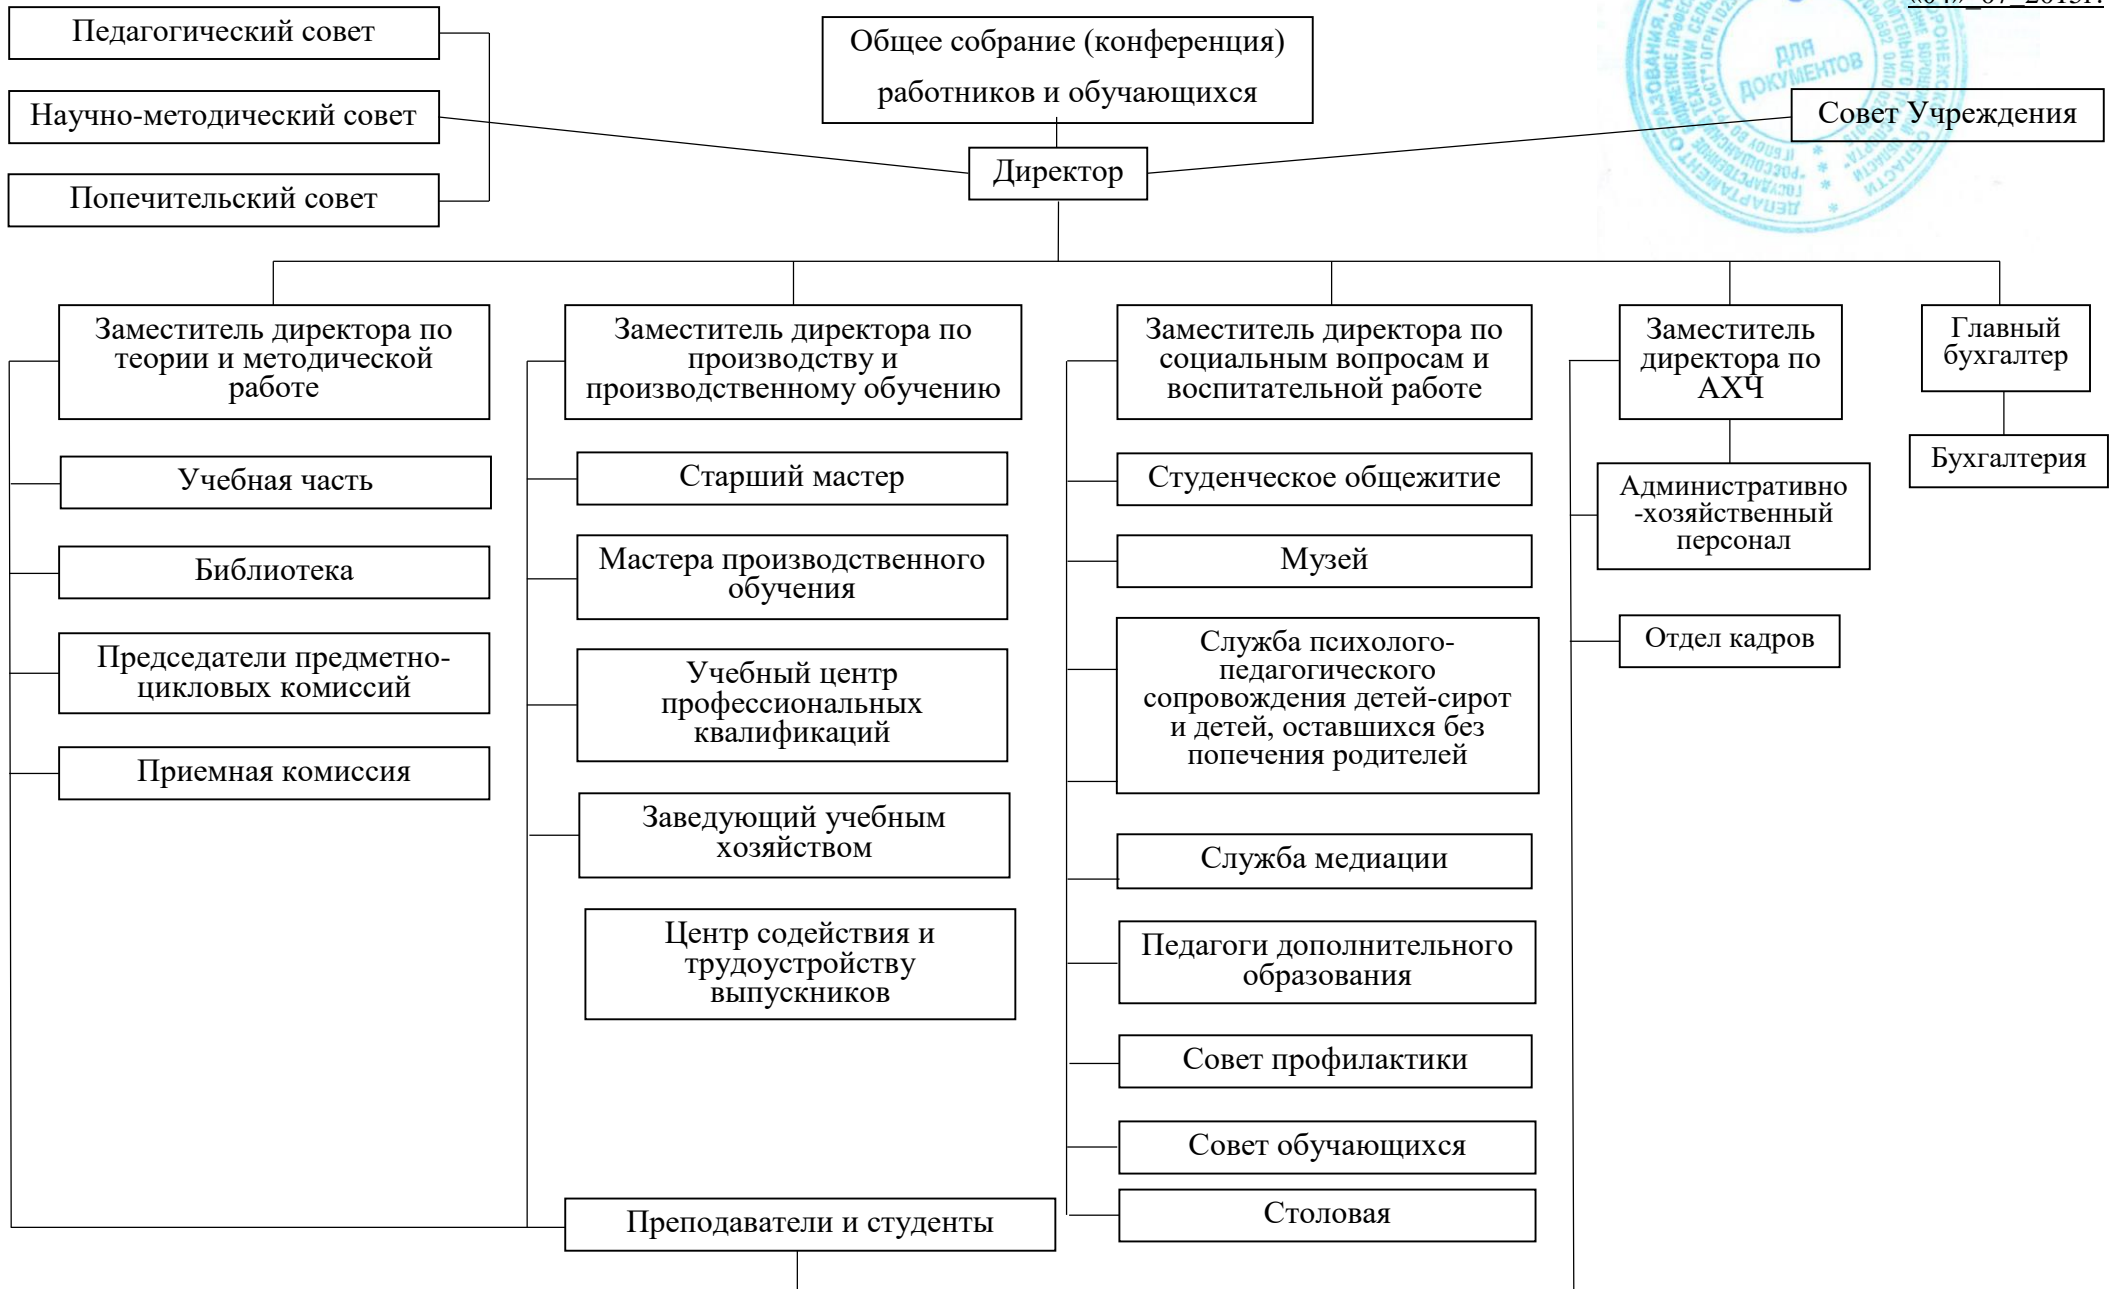 Педагогический совет
Общее собрание (конференция)
работников и обучающихся
Научно-методический совет
Совет Учреждения
Попечительский совет
Директор
ДЛЯ
ДОКУМЕНТОВ
Заместитель директора по
теории и методической
работе
Заместитель директора по
производству и
производственному обучению
Заместитель директора по
социальным вопросам и
воспитательной работе
Заместитель
директора по
АХЧ
Главный
бухгалтер
Учебная часть
Библиотека
Председатели предметно-
цикловых комиссий
Приемная комиссия
Старший мастер
Мастера производственного
обучения
Учебный центр
профессиональных
квалификаций
Заведующий учебным
хозяйством
Центр содействия и
трудоустройству
выпускников
Студенческое общежитие
Музей
Служба психолого-
педагогического
сопровождения детей-сирот
и детей, оставшихся без
попечения родителей
Служба медиации
Педагоги дополнительного
образования
Совет профилактики
Совет обучающихся
Столовая
Административно
-хозяйственный
персонал
Отдел кадров
Бухгалтерия
Преподаватели и студенты